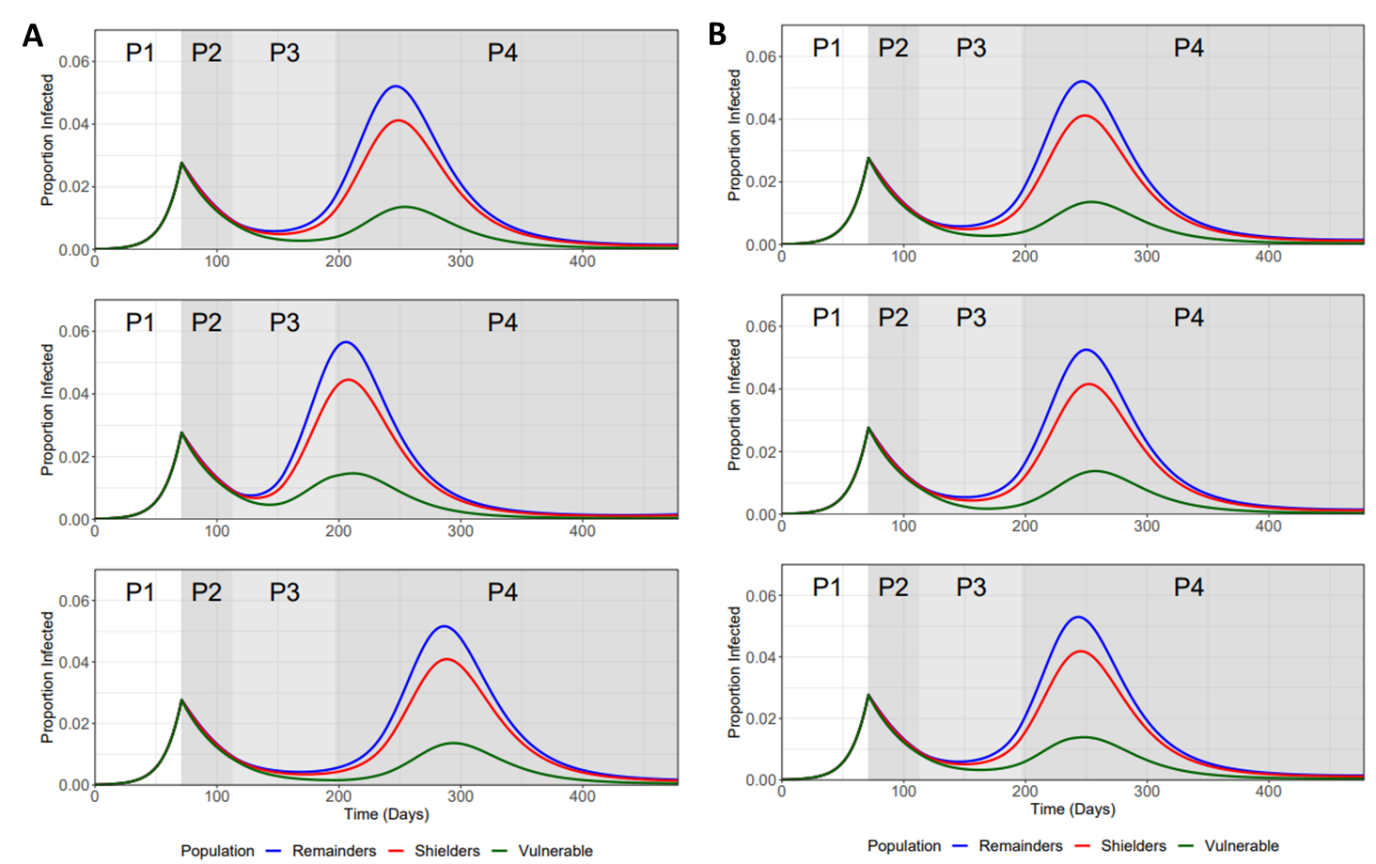 A
P1 P2 P3 P4
Proportion Infected
0.06
0.04
0.02
0.00
0 100 200 300 400
P1 P2 P3 P4
Proportion Infected
0.06
0.04
0.02
0.00
0 100 200 300 400
P1 P2 P3 P4
Proportion Infected
0.06
0.04
0.02
0.00
0 100 200 300 400
Time (Days)
Population Remainders Shielders Vulnerable
B
P1 P2 P3 P4
Proportion Infected
0.06
0.04
0.02
0.00
0 100 200 300 400
P1 P2 P3 P4
Proportion Infected
0.06
0.04
0.02
0.00
0 100 200 300 400
P1 P2 P3 P4
Proportion Infected
0.06
0.04
0.02
0.00
0 100 200 300 400
Time (Days)
Population Remainders Shielders Vulnerable